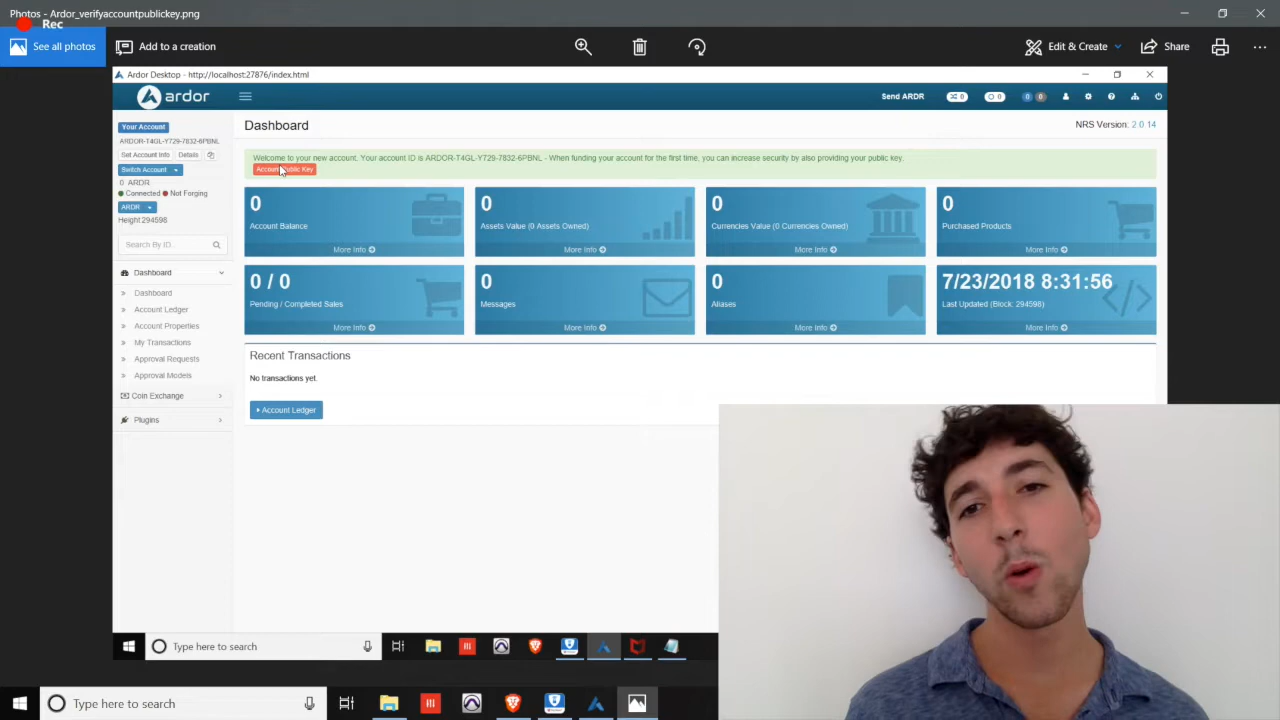 Photos - Ardor_verifyaccountpublickey.png
Rec
See all photos
Add to a creation
Edit & Create
Share
Ardor Desktop - http://localhost:27876/index.html
ardor
Send ARDR
0
0
0
0
Your Account
ARDOR-T4GL-Y729-7832-6PBNL
Set Account Info
Details
Switch Account
0 ARDR
Connected
Not Forging
ARDR
Height 294598
Search By ID
Dashboard
Dashboard
Account Ledger
Account Properties
My Transactions
Approval Requests
Approval Models
Coin Exchange
Plugins
Dashboard
NRS Version: 2 0 14
Welcome to your new account. Your account ID is ARDOR-T4GL-Y729-7832-6PBNL - When funding your account for the first time, you can increase security by also providing your public key.
Account Public Key
0
Account Balance
More Info
0
Assets Value (0 Assets Owned)
More Info
0
Currencies Value (0 Currencies Owned)
More Info
0
Purchased Products
More Info
0 / 0
Pending / Completed Sales
More Info
0
Messages
More Info
0
Aliases
More Info
7/23/2018 8:31:56
Last Updated (Block: 294598)
More Info
Recent Transactions
No transactions yet.
Account Ledger
Type here to search
Type here to search